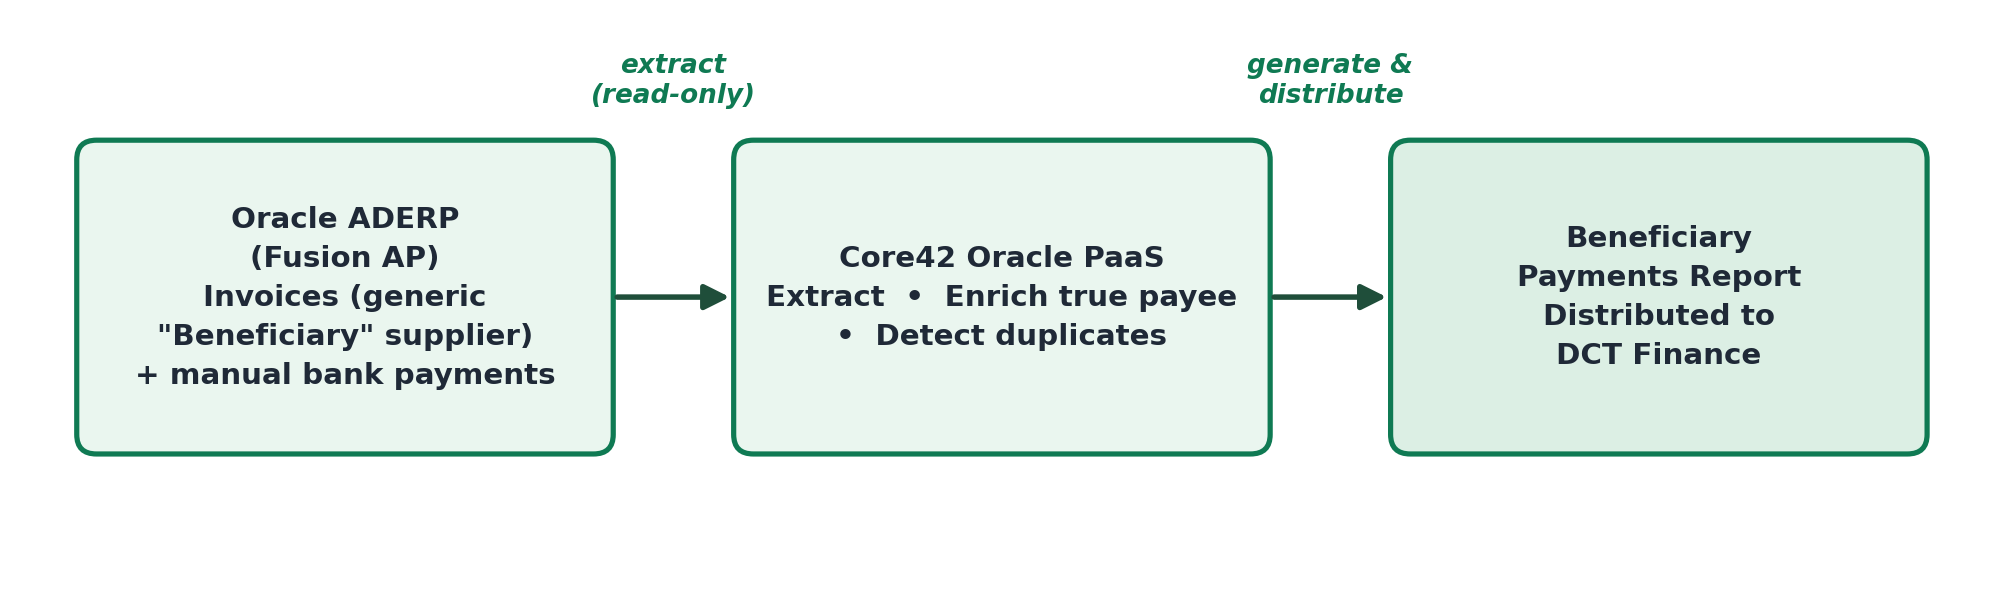 extract
(read-only)
generate &
distribute
Oracle ADERP
(Fusion AP)
Invoices (generic
"Beneficiary" supplier)
+ manual bank payments
Core42 Oracle PaaS
Extract • Enrich true payee
• Detect duplicates
Beneficiary
Payments Report
Distributed to
DCT Finance